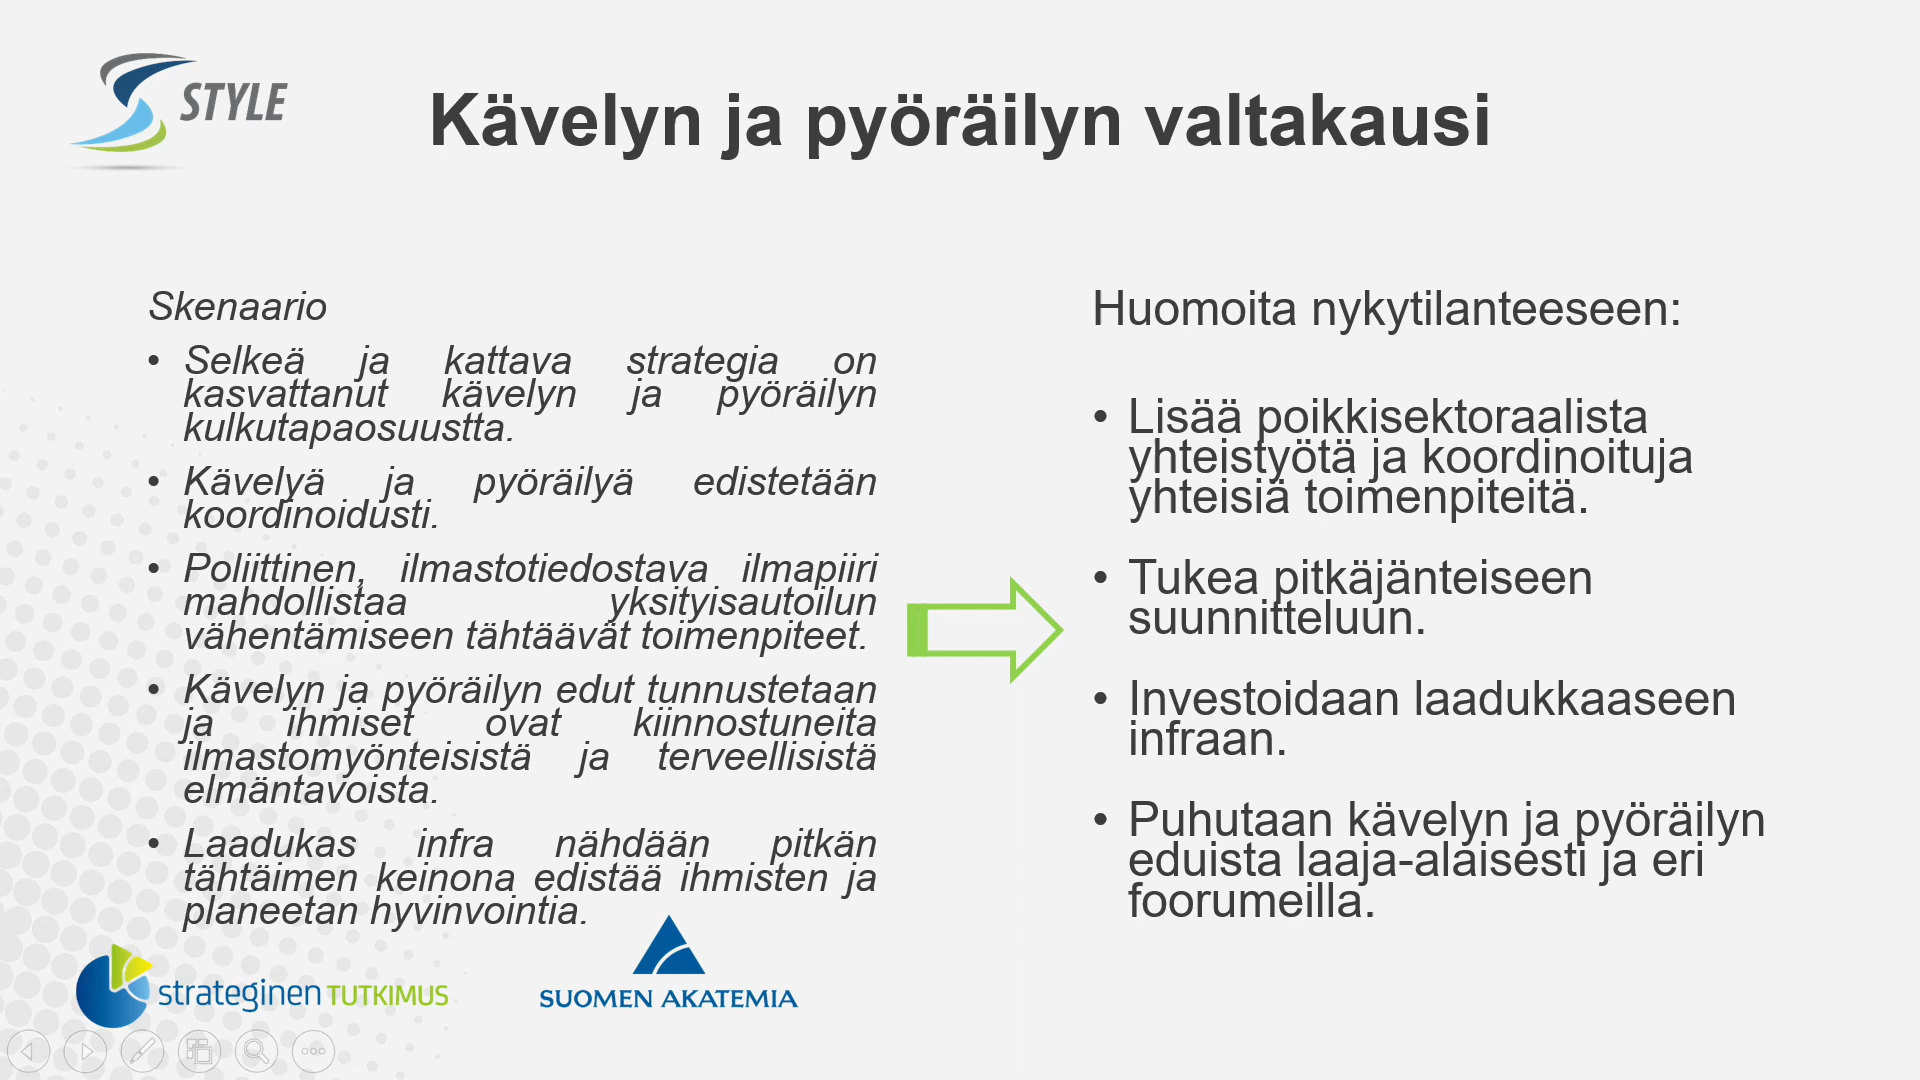 STYLE
Kävelyn ja pyöräilyn valtakausi
Skenaario
• Selkeä ja kattava strategia on
kasvattanut kävelyn ja pyöräilyn
kulkutapaosuustta.
• Kävelyä ja pyöräilyä edistetään
koordinoidusti.
• Poliittinen, ilmastotiedostava ilmapiiri
mahdollistaa yksityisautoilun
vähentämiseen tähtäävät toimenpiteet.
• Kävelyn ja pyöräilyn edut tunnustetaan
ja ihmiset ovat kiinnostuneita
ilmastomyönteisistä ja terveellisistä
elmäntavoista.
• Laadukas infra nähdään pitkän
tähtäimen keinona edistää ihmisten ja
planeetan hyvinvointia.
Huomoita nykytilanteeseen:
• Lisää poikkisektoraalista
yhteistyötä ja koordinoituja
yhteisiä toimenpiteitä.
• Tukea pitkäjänteiseen
suunnitteluun.
• Investoidaan laadukkaaseen
infraan.
• Puhutaan kävelyn ja pyöräilyn
eduista laaja-alaisesti ja eri
foorumeilla.
strateginen TUTKIMUS
SUOMEN AKATEMIA